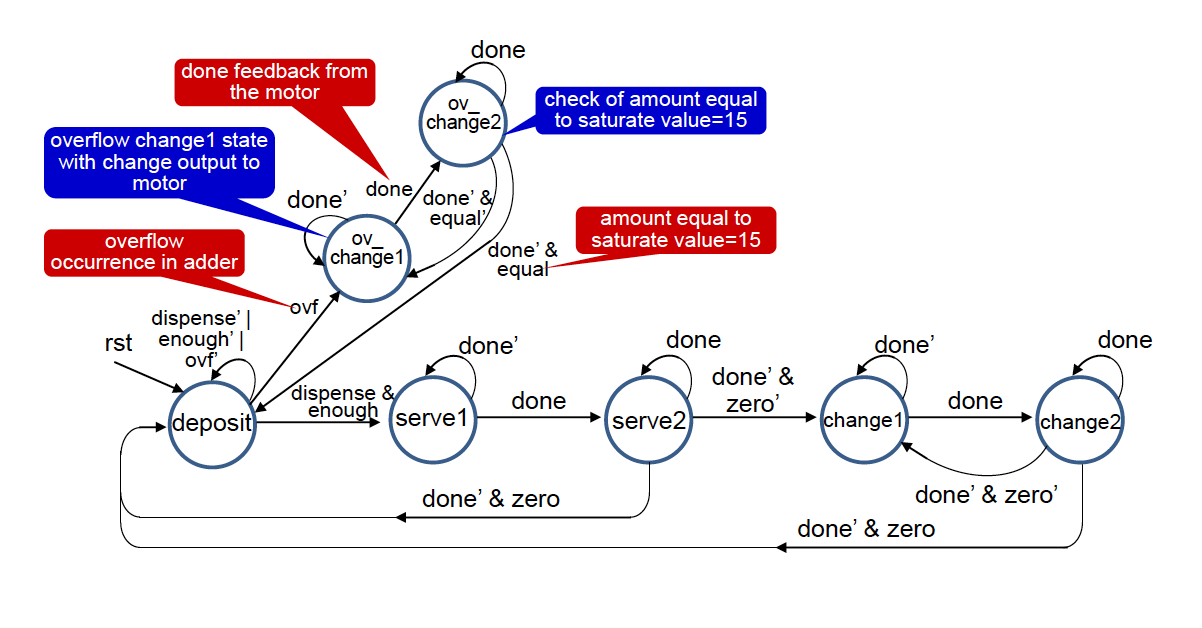 done
done feedback from
the motor
ov_
change2
check of amount equal
to saturate value=15
overflow change1 state
with change output to
motor
done’
done
done’ &
equal’
amount equal to
saturate value=15
overflow
occurrence in adder
ov_
change1
done’ &
equal
ovf
dispense’ |
enough’ |
ovf’
rst
done’
done
done’
done
dispense &
enough
done
done’ &
zero’
done
deposit
serve1
serve2
change1
change2
done’ & zero
done’ & zero’
done’ & zero